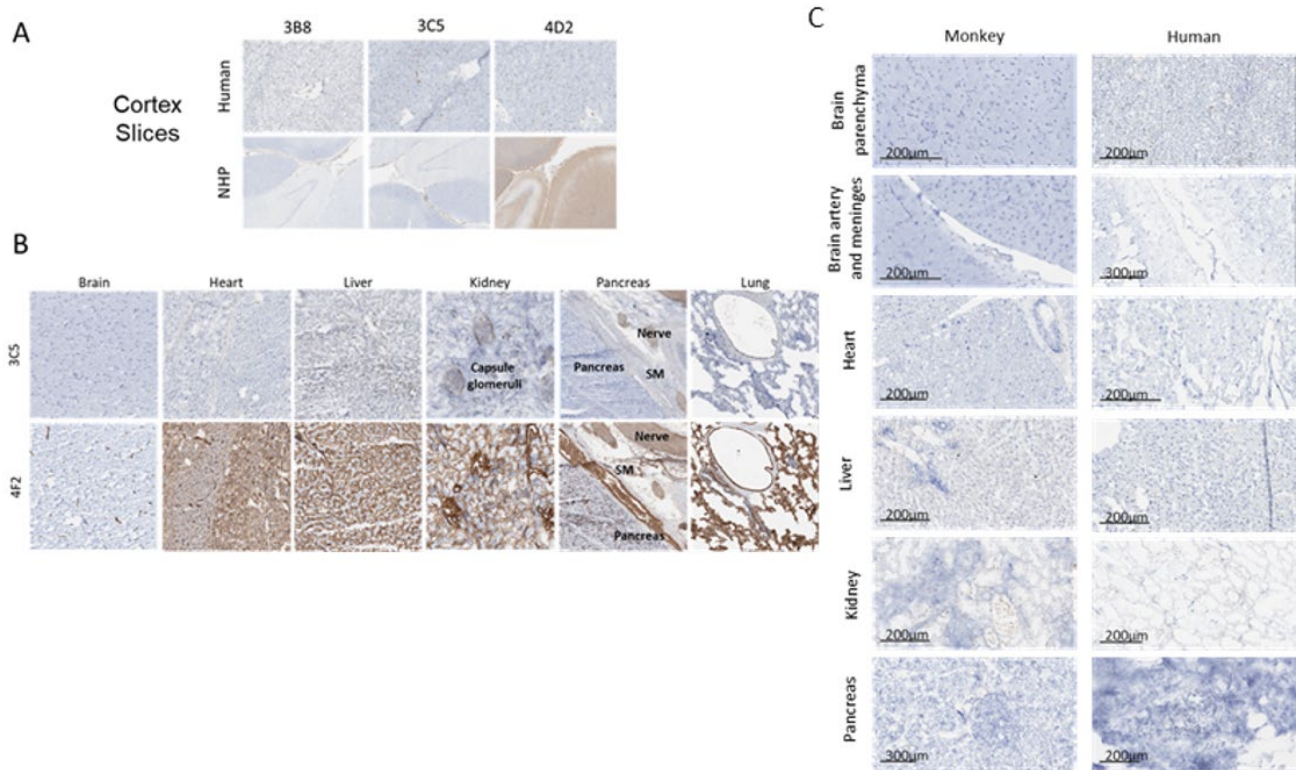 A
3B8 3C5 4D2
Cortex
Slices
Human
NHP
B
Brain Heart Liver Kidney Pancreas Lung
3C5
Capsule
glomeruli
Nerve
Pancreas
SM
4F2
Nerve
SM
Pancreas
C
Monkey Human
Brain
parenchyma
200µm 200µm
Brain artery
and meninges
200µm 300µm
Heart
200µm 200µm
Liver
200µm 200µm
Kidney
200µm 200µm
Pancreas
300µm 200µm